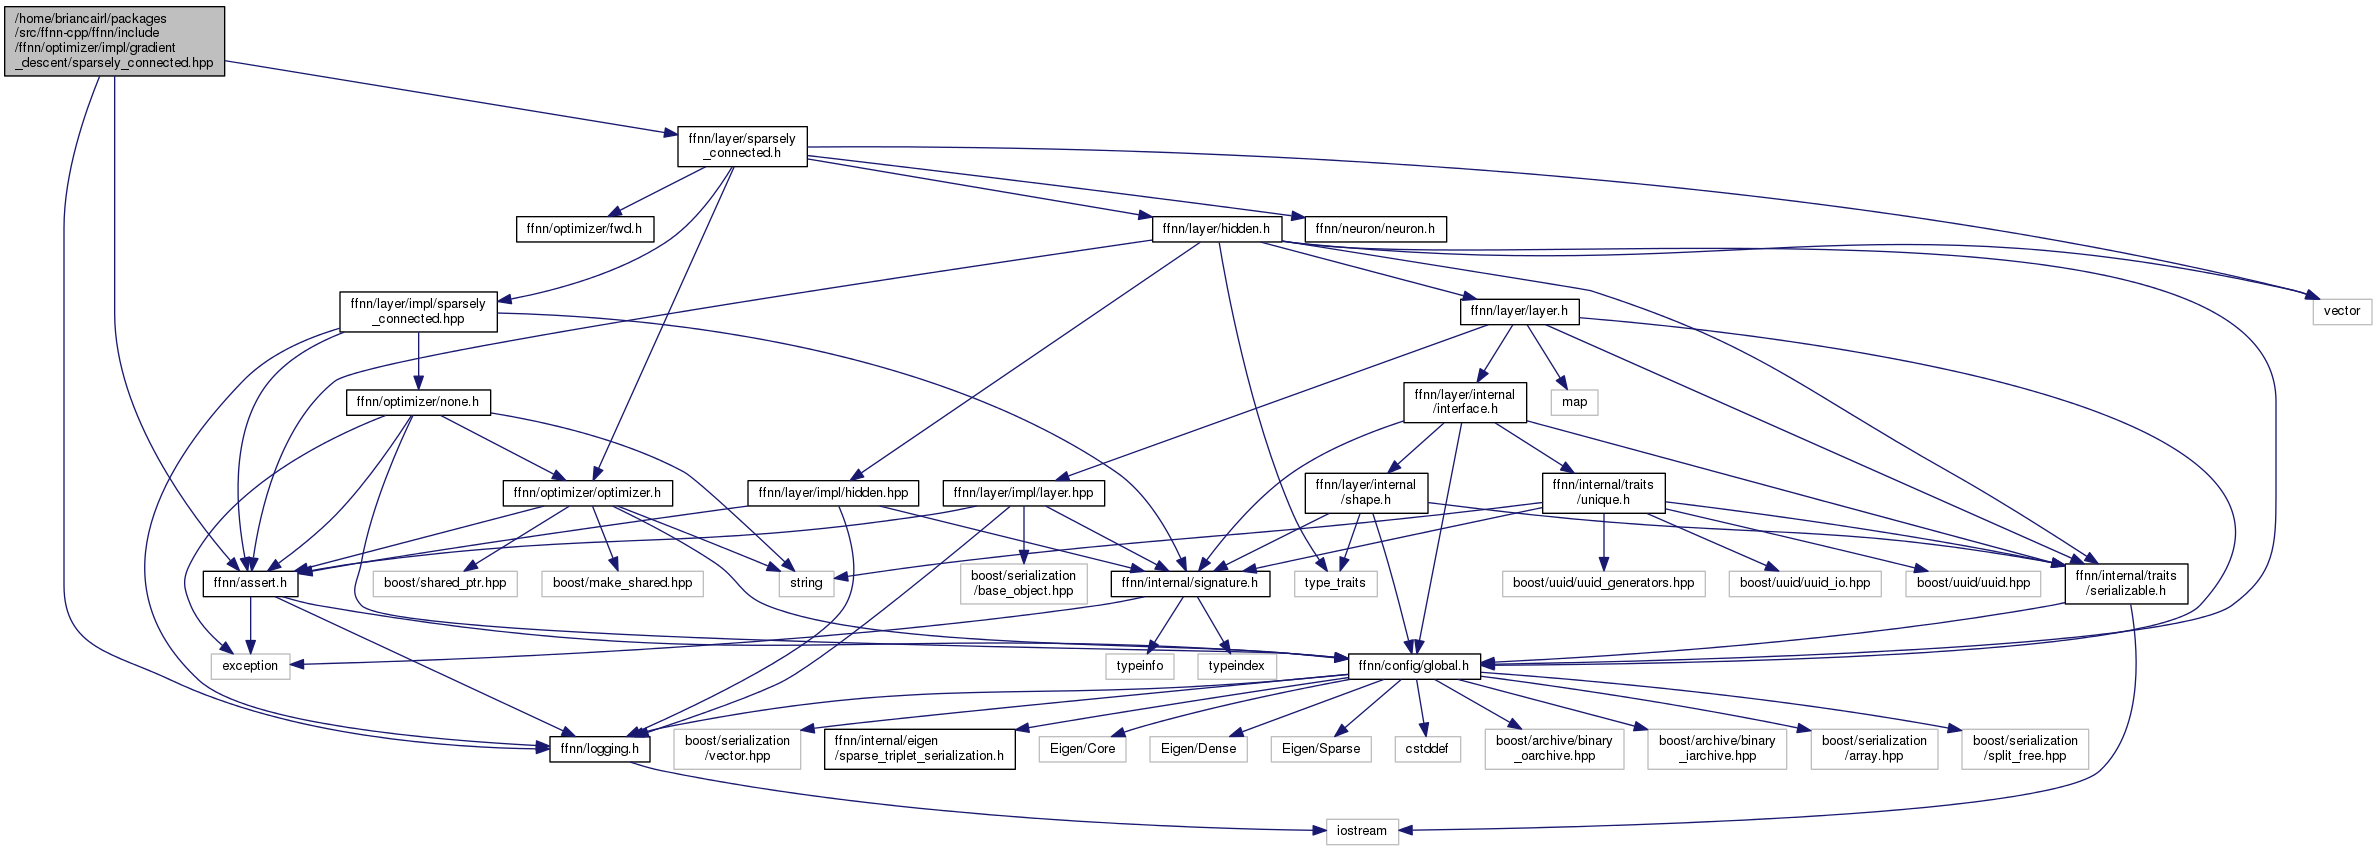 /home/briancairl/packages
/src/ffnn-cpp/ffnn/include
/ffnn/optimizer/impl/gradient
_descent/sparsely_connected.hpp
ffnn/layer/sparsely
_connected.h
ffnn/optimizer/fwd.h
ffnn/layer/hidden.h
ffnn/neuron/neuron.h
ffnn/layer/impl/sparsely
_connected.hpp
ffnn/layer/layer.h
vector
ffnn/optimizer/none.h
ffnn/layer/internal
/interface.h
map
ffnn/optimizer/optimizer.h
ffnn/layer/impl/hidden.hpp
ffnn/layer/impl/layer.hpp
ffnn/layer/internal
/shape.h
ffnn/internal/traits
/unique.h
ffnn/assert.h
boost/shared_ptr.hpp
boost/make_shared.hpp
string
boost/serialization
/base_object.hpp
ffnn/internal/signature.h
type_traits
boost/uuid/uuid_generators.hpp
boost/uuid/uuid_io.hpp
boost/uuid/uuid.hpp
ffnn/internal/traits
/serializable.h
exception
typeinfo
typeindex
ffnn/config/global.h
ffnn/logging.h
boost/serialization
/vector.hpp
ffnn/internal/eigen
/sparse_triplet_serialization.h
Eigen/Core
Eigen/Dense
Eigen/Sparse
cstddef
boost/archive/binary
_oarchive.hpp
boost/archive/binary
_iarchive.hpp
boost/serialization
/array.hpp
boost/serialization
/split_free.hpp
iostream